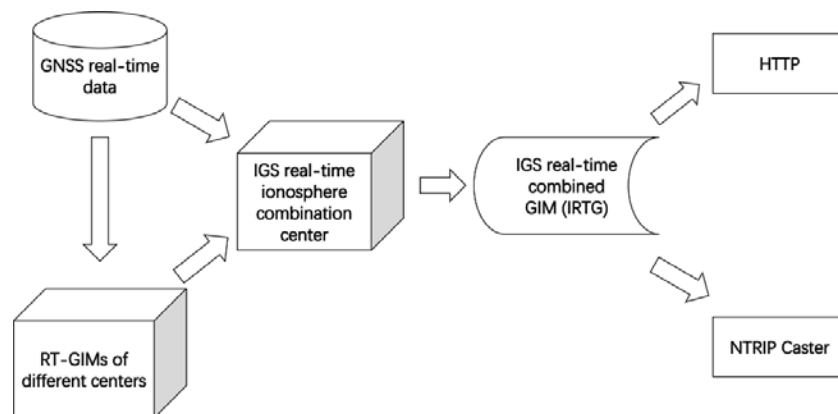 GNSS real-time
data
HTTP
IGS real-time
ionosphere
combination
center
IGS real-time
combined
GIM (IRTG)
RT-GIMs of
different centers
NTRIP Caster